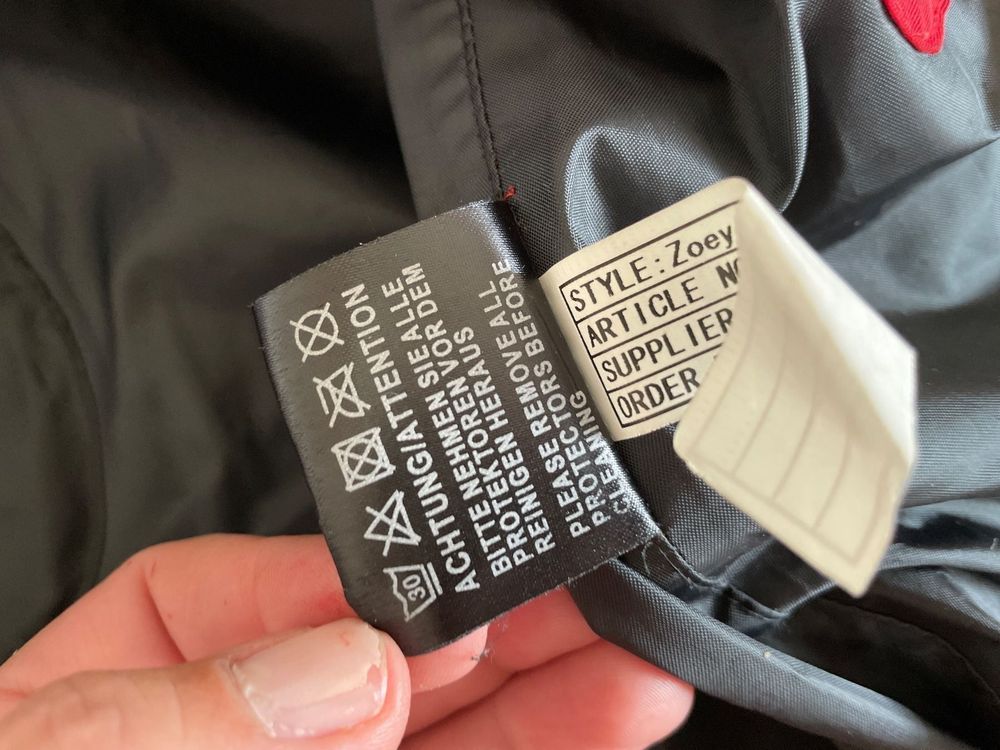 30
ACHTUNG/ATTENTION
BITTE NEHMEN SIE ALLE
PROTEKTOREN VOR DEM
REINIGEN HERAUS
PLEASE REMOVE ALL
PROTECTORS BEFORE
CLEANING
STYLE:Zoey
ARTICLE
SUPPLIER
ORDER